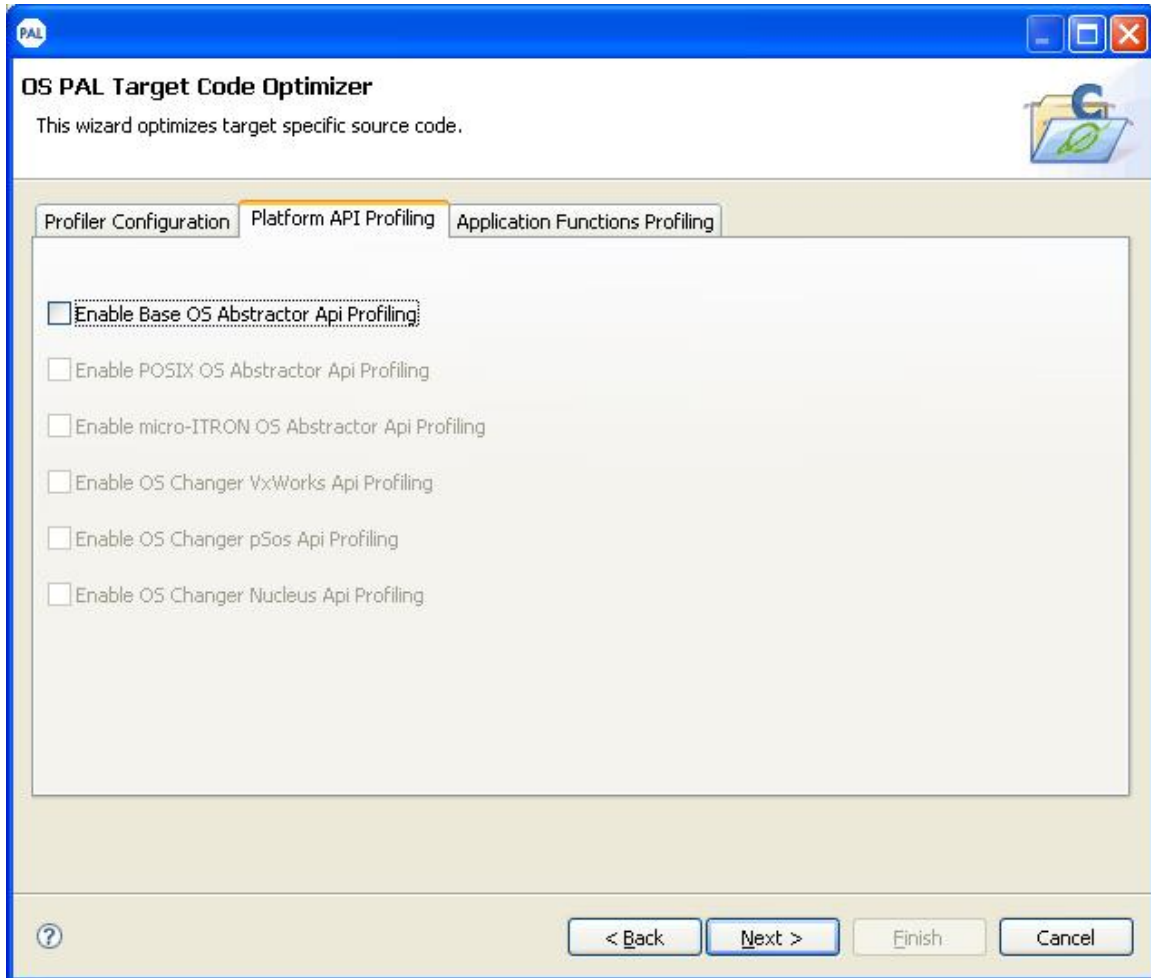 PAL
OS PAL Target Code Optimizer
This wizard optimizes target specific source code.
C
Profiler Configuration Platform API Profiling Application Functions Profiling
Enable Base OS Abstractor Api Profiling
Enable POSIX OS Abstractor Api Profiling
Enable micro-ITRON OS Abstractor Api Profiling
Enable OS Changer VxWorks Api Profiling
Enable OS Changer pSos Api Profiling
Enable OS Changer Nucleus Api Profiling
? < Back Next > Finish Cancel